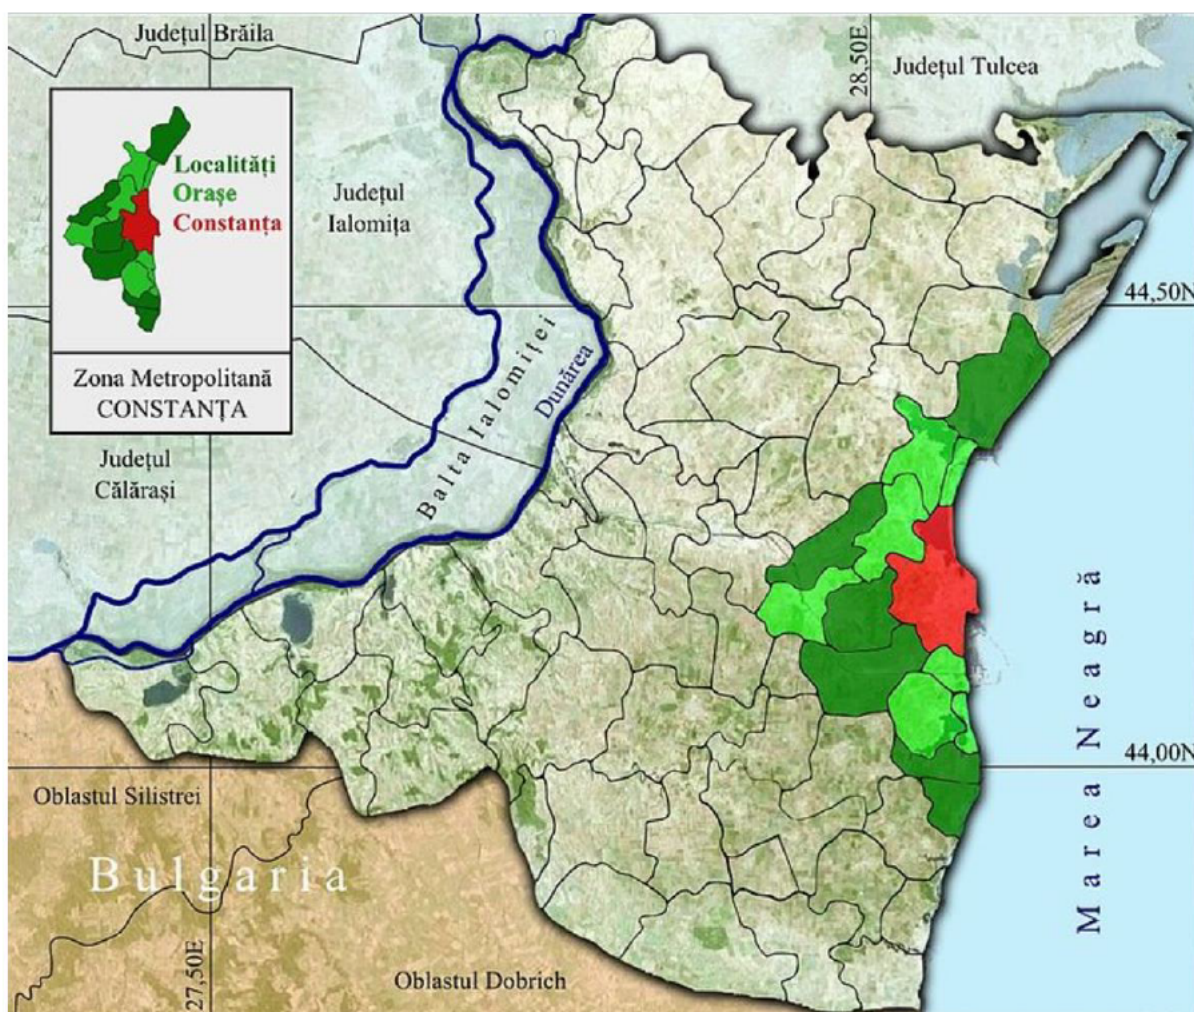 Județul Brăila
28,50E
Județul Tulcea
Localități
Orașe
Constanța
Județul
Ialomița
44,50N
Zona Metropolitană
CONSTANȚA
Balta Ialomiței
Dunărea
Județul
Călărași
Marea Neagră
44,00N
Oblastul Silistrei
Bulgaria
27,50E
Oblastul Dobrich